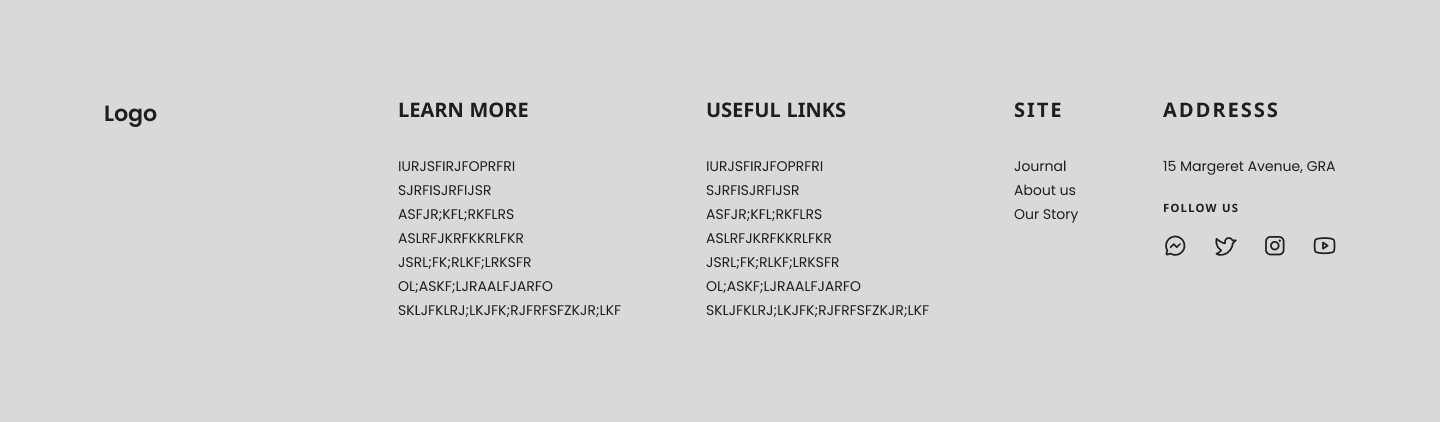 Logo
LEARN MORE
IURJSFIRJFOPRFRI
SJRFISJRFIJSR
ASFJR;KFL;RKFLRS
ASLRFJKRFKKRLFKR
JSRL;FK;RLKF;LRKSFR
OL;ASKF;LJRAALFJARFO
SKLJFKLRJ;LKJFK;RJFRFSFZKJR;LKF
USEFUL LINKS
IURJSFIRJFOPRFRI
SJRFISJRFIJSR
ASFJR;KFL;RKFLRS
ASLRFJKRFKKRLFKR
JSRL;FK;RLKF;LRKSFR
OL;ASKF;LJRAALFJARFO
SKLJFKLRJ;LKJFK;RJFRFSFZKJR;LKF
SITE
Journal
About us
Our Story
ADDRESSS
15 Margeret Avenue, GRA
FOLLOW US